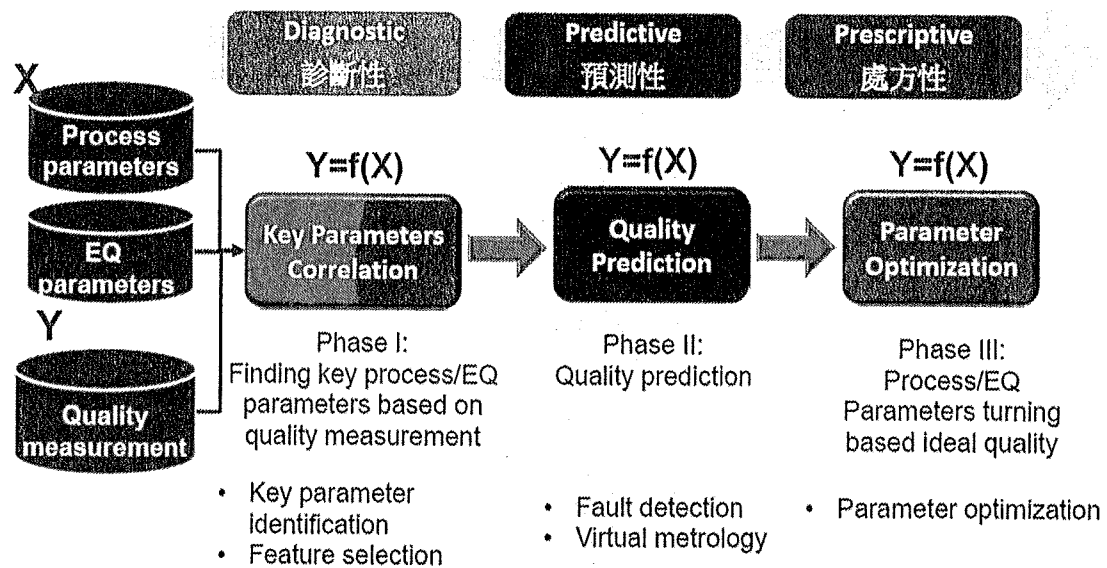 Diagnostic
診斷性
Predictive
預測性
Prescriptive
處方性
X
Process
parameters
EQ
parameters
Y
Quality
measurement
Y=f(X)
Key Parameters
Correlation
Y=f(X)
Quality
Prediction
Y=f(X)
Parameter
Optimization
Phase I:
Finding key process/EQ
parameters based on
quality measurement
Phase II:
Quality prediction
Phase III:
Process/EQ
Parameters turning
based ideal quality
• Key parameter
identification
• Feature selection
• Fault detection
• Virtual metrology
• Parameter optimization